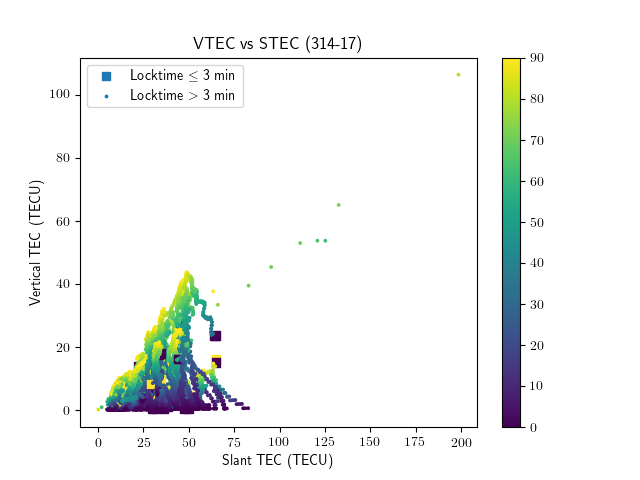 VTEC vs STEC (314-17)
Locktime ≤ 3 min
Locktime > 3 min
Vertical TEC (TECU)
100
80
60
40
20
0
0 25 50 75 100 125 150 175 200
Slant TEC (TECU)
90
80
70
60
50
40
30
20
10
0